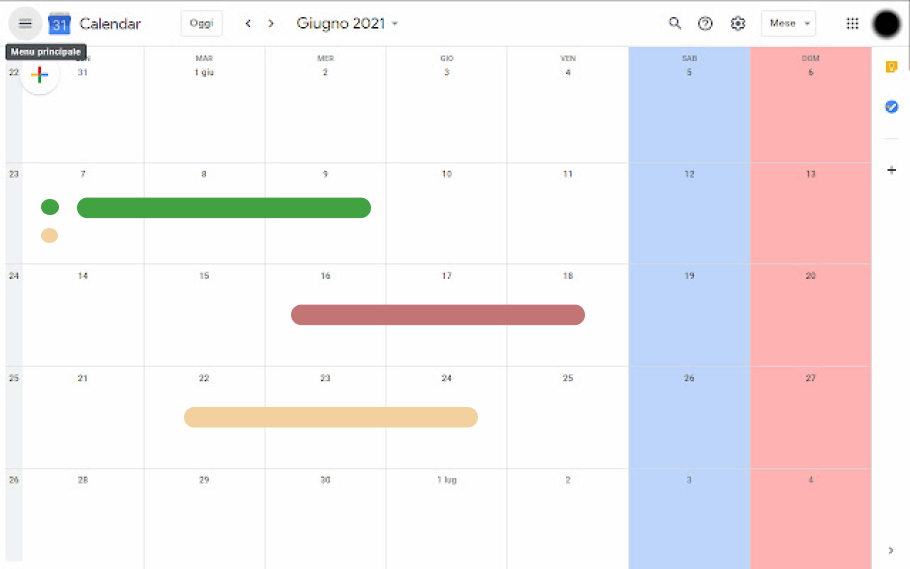 31 Calendar Oggi Giugno 2021 Mese
Menu principale
MAR MER GIO VEN SAB DOM
22 31 1 giu 2 3 4 5 6
23 7 8 9 10 11 12 13
24 14 15 16 17 18 19 20
25 21 22 23 24 25 26 27
26 28 29 30 1 lug 2 3 4